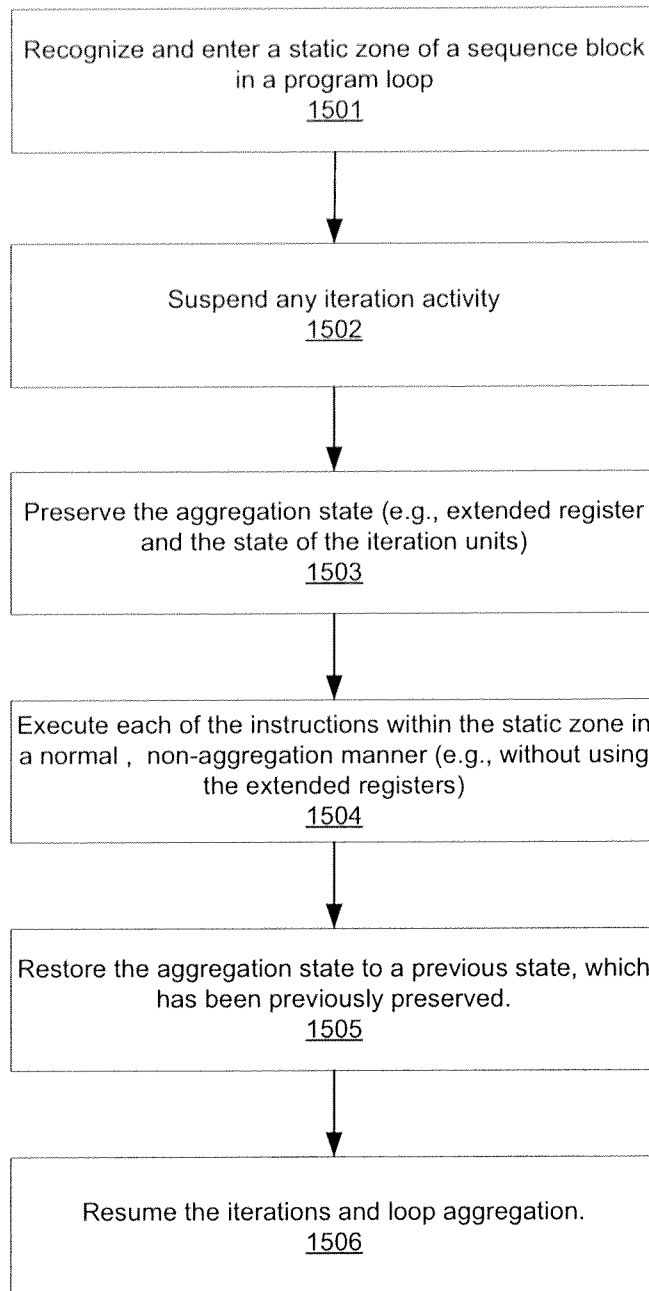 Recognize and enter a static zone of a sequence block
in a program loop
1501
Suspend any iteration activity
1502
Preserve the aggregation state (e.g., extended register
and the state of the iteration units)
1503
Execute each of the instructions within the static zone in
a normal , non-aggregation manner (e.g., without using
the extended registers)
1504
Restore the aggregation state to a previous state, which
has been previously preserved.
1505
Resume the iterations and loop aggregation.
1506